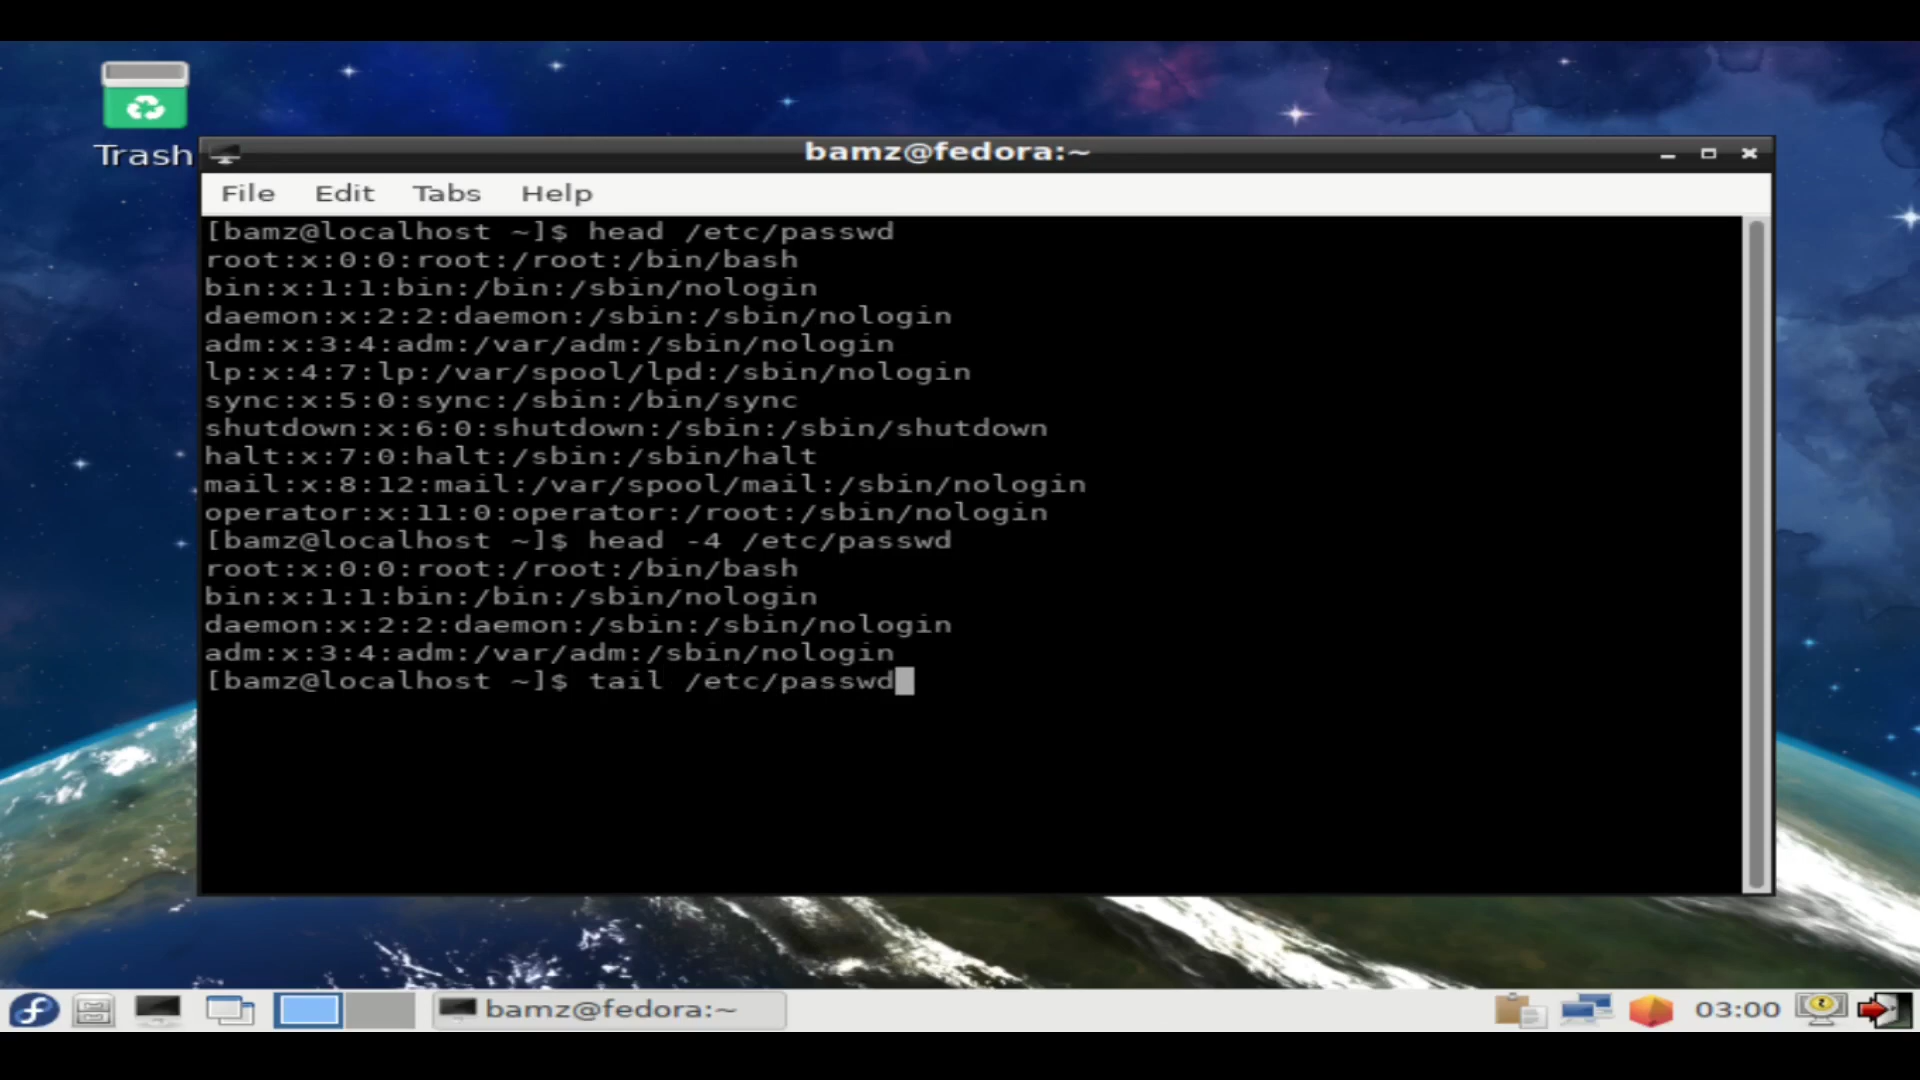 Trash
bamz@fedora:~
File Edit Tabs Help
[bamz@localhost ~]$ head /etc/passwd
root:x:0:0:root:/root:/bin/bash
bin:x:1:1:bin:/bin:/sbin/nologin
daemon:x:2:2:daemon:/sbin:/sbin/nologin
adm:x:3:4:adm:/var/adm:/sbin/nologin
lp:x:4:7:lp:/var/spool/lpd:/sbin/nologin
sync:x:5:0:sync:/sbin:/bin/sync
shutdown:x:6:0:shutdown:/sbin:/sbin/shutdown
halt:x:7:0:halt:/sbin:/sbin/halt
mail:x:8:12:mail:/var/spool/mail:/sbin/nologin
operator:x:11:0:operator:/root:/sbin/nologin
[bamz@localhost ~]$ head -4 /etc/passwd
root:x:0:0:root:/root:/bin/bash
bin:x:1:1:bin:/bin:/sbin/nologin
daemon:x:2:2:daemon:/sbin:/sbin/nologin
adm:x:3:4:adm:/var/adm:/sbin/nologin
[bamz@localhost ~]$ tail /etc/passwd
bamz@fedora:~
03:00